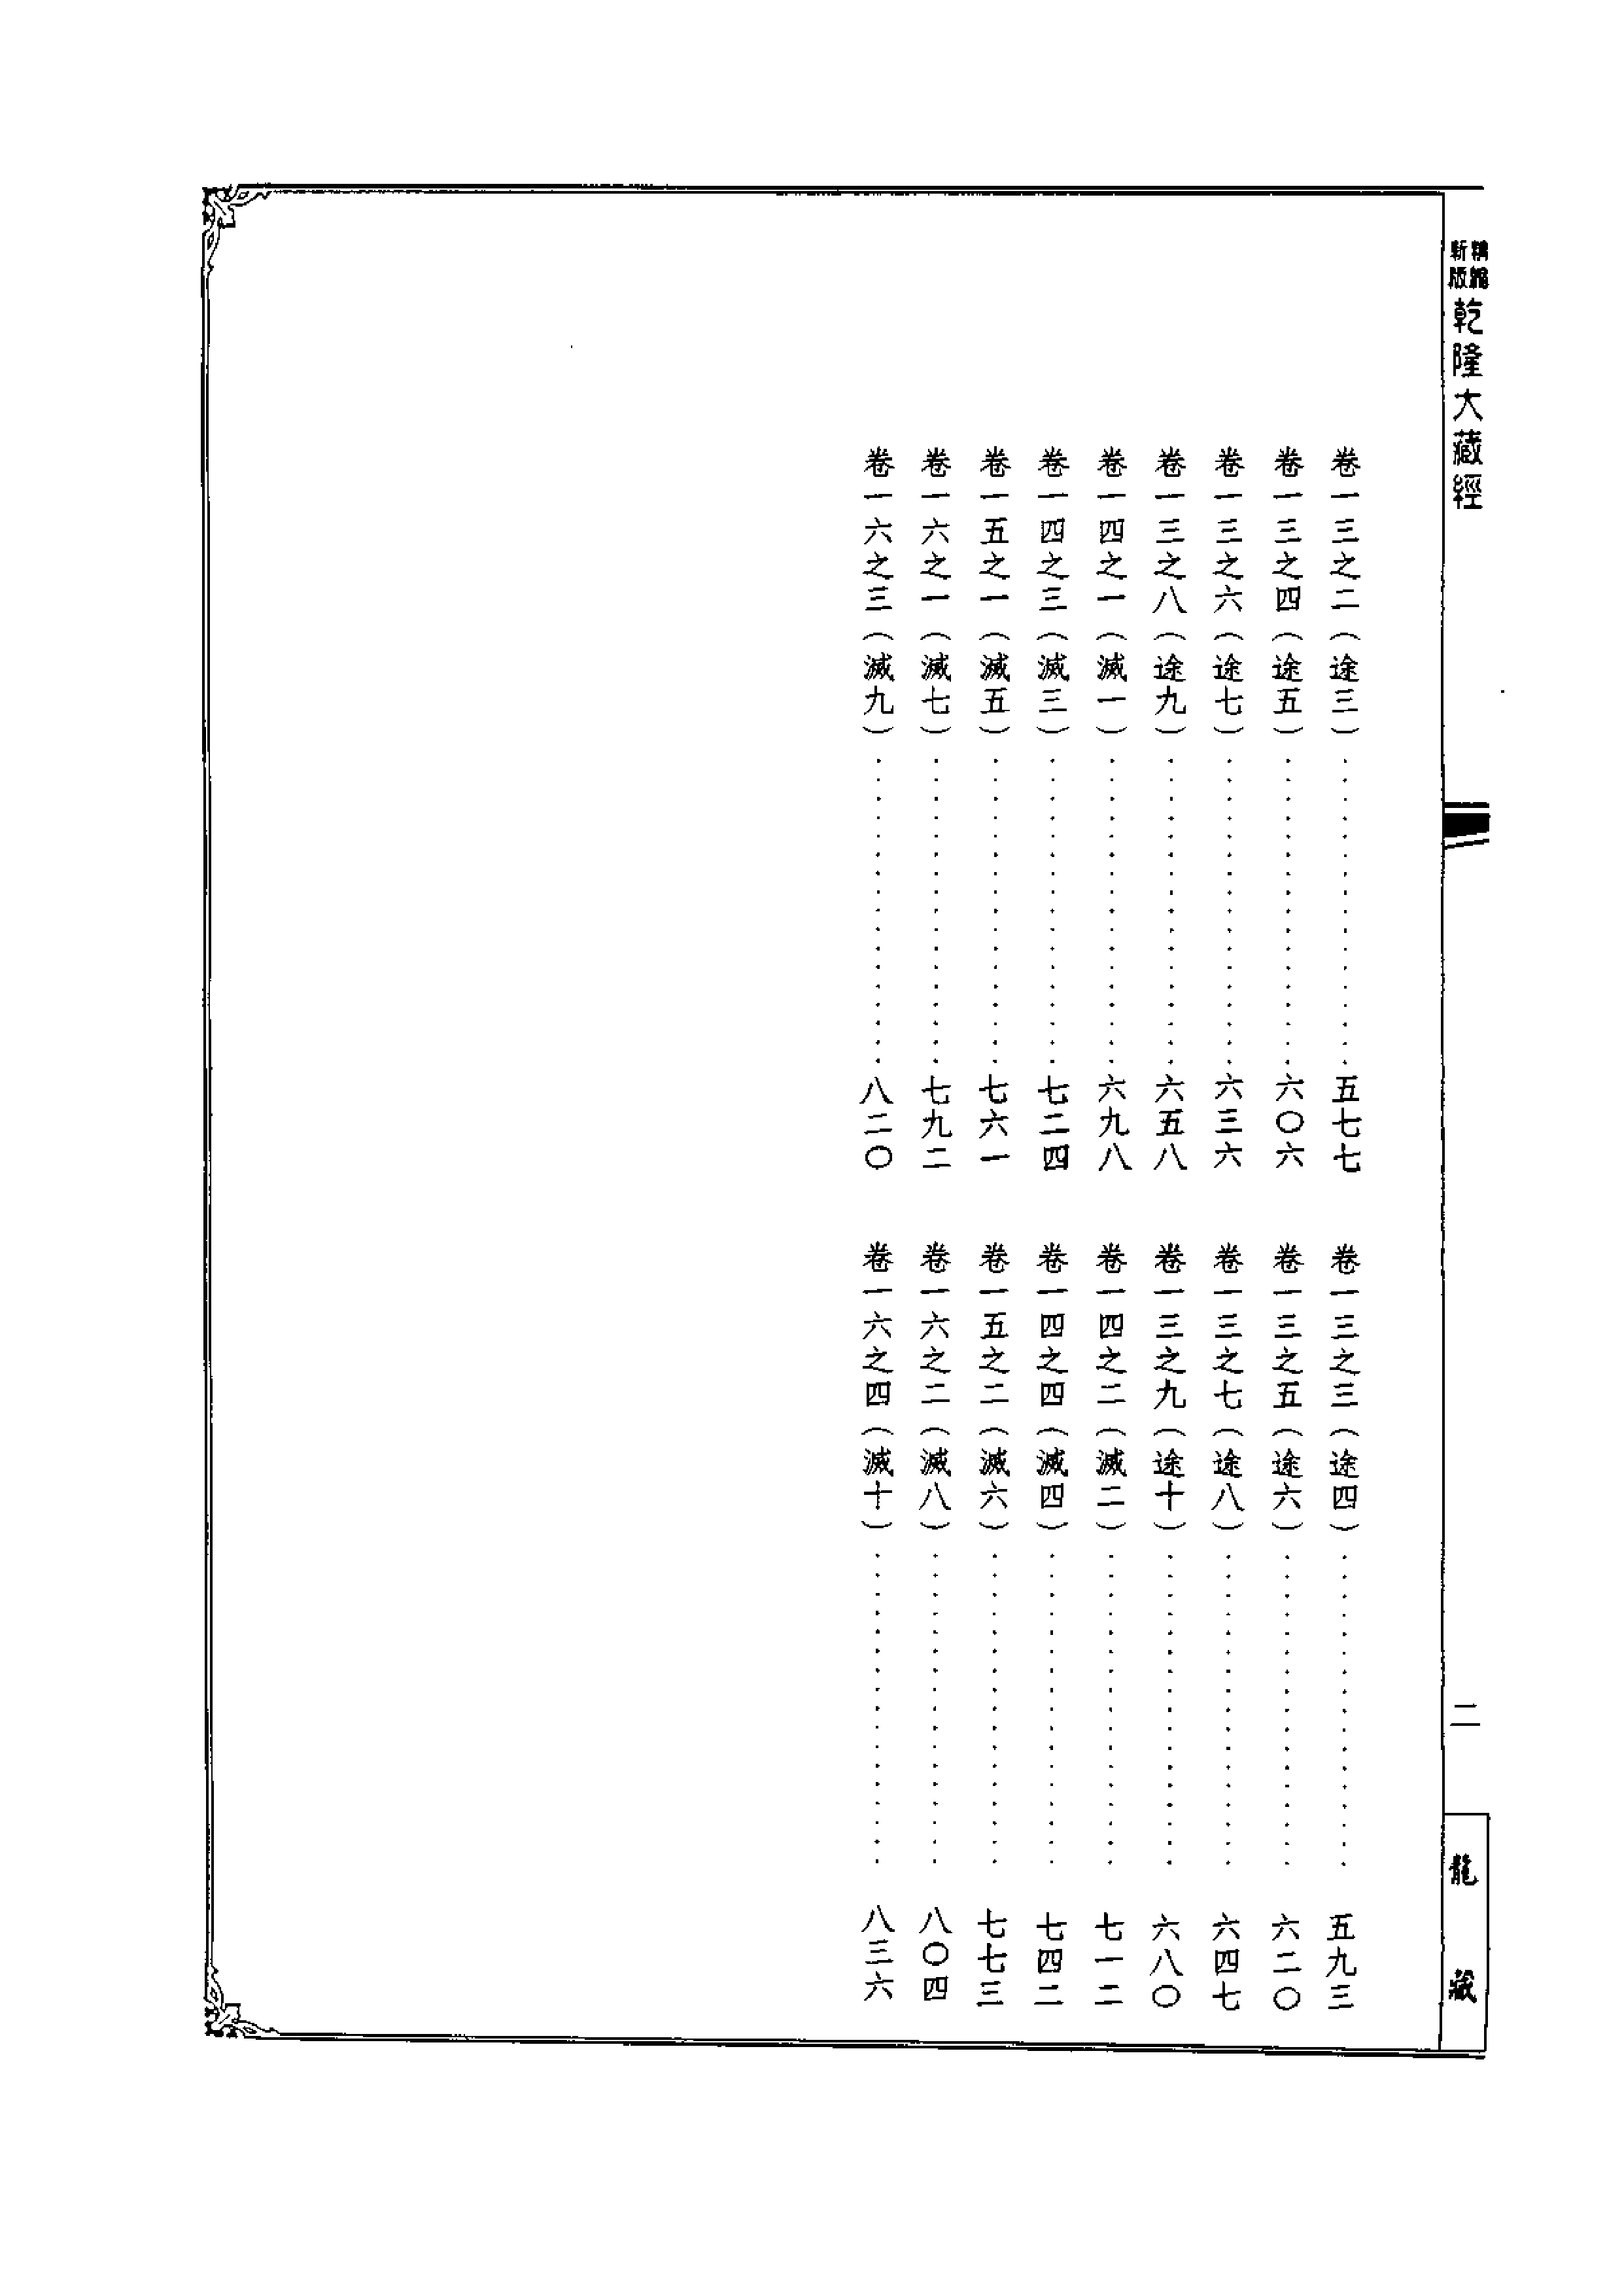 精編
新版
乾隆大藏經
二
龍藏
卷一三之二（途三）………………五七七
卷一三之三（途四）………………五九三
卷一三之四（途五）………………六〇六
卷一三之五（途六）………………六二〇
卷一三之六（途七）………………六三六
卷一三之七（途八）………………六四七
卷一三之八（途九）………………六五八
卷一三之九（途十）………………六八〇
卷一四之一（滅一）………………六九八
卷一四之二（滅二）………………七一二
卷一四之三（滅三）………………七二四
卷一四之四（滅四）………………七四二
卷一五之一（滅五）………………七六一
卷一五之二（滅六）………………七七三
卷一六之一（滅七）………………七九二
卷一六之二（滅八）………………八〇四
卷一六之三（滅九）………………八二〇
卷一六之四（滅十）………………八三六